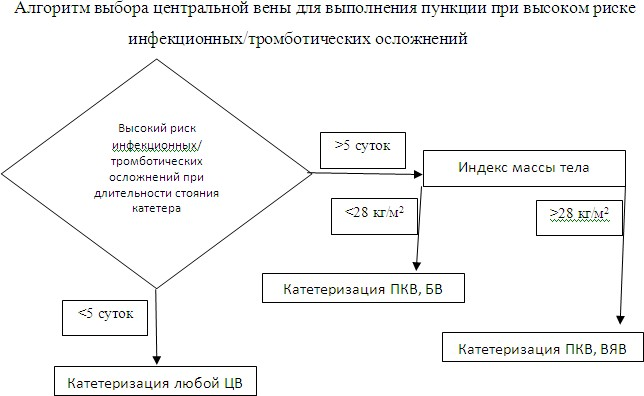 Алгоритм выбора центральной вены для выполнения пункции при высоком риске
инфекционных/тромботических осложнений
Высокий риск
инфекционных/
тромботических
осложнений при
длительности стояния
катетера
>5 суток
Индекс массы тела
<28 кг/м²
>28 кг/м²
Катетеризация ПКВ, БВ
<5 суток
Катетеризация ПКВ, ВЯВ
Катетеризация любой ЦВ